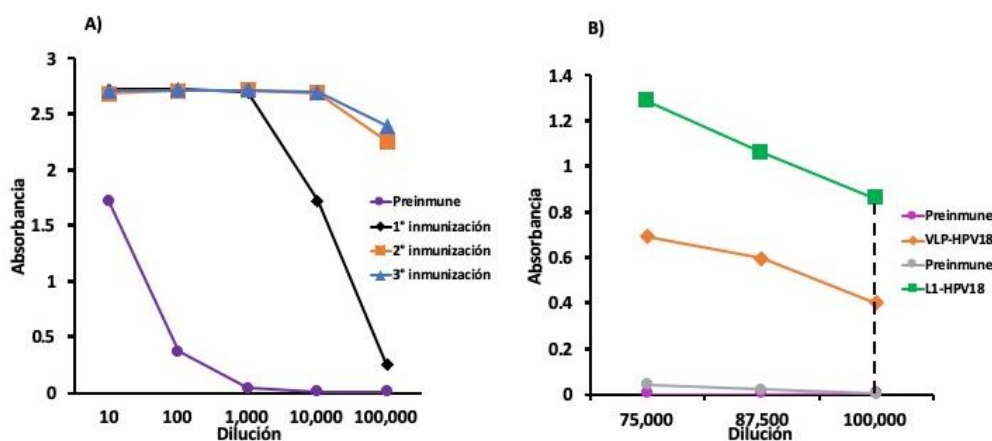 A)
3
2.5
2
1.5
1
0.5
0
Absorbancia
10 100 1,000 10,000 100,000
Dilución
Preinmune
1° inmunización
2° inmunización
3° inmunización
B)
1.4
1.2
1
0.8
0.6
0.4
0.2
0
Absorbancia
75,000 87,500 100,000
Dilución
Preinmune
VLP-HPV18
Preinmune
L1-HPV18